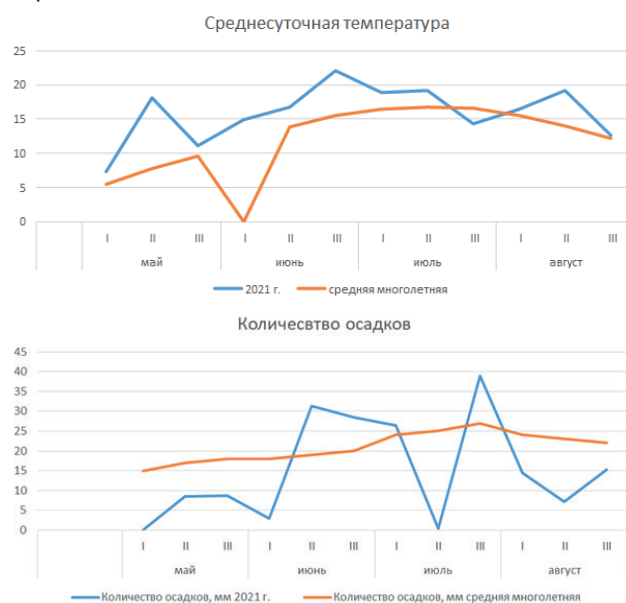 Среднесуточная температура
25
20
15
10
5
0
I II III I II III I II III I II III
май июнь июль август
2021 г. средняя многолетняя
Количесвтво осадков
45
40
35
30
25
20
15
10
5
0
I II III I II III I II III I II III
май июнь июль август
Количество осадков, мм 2021 г. Количество осадков, мм средняя многолетняя